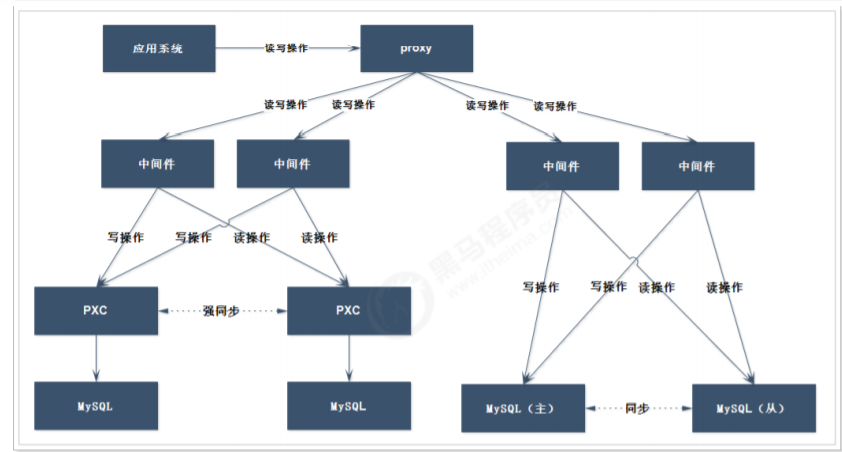 应用系统
读写操作
proxy
读写操作
读写操作
读写操作
读写操作
中间件
中间件
中间件
中间件
写操作
写操作
读操作
读操作
写操作
写操作
读操作
读操作
PXC
强同步
PXC
MySQL
MySQL
MySQL（主）
同步
MySQL（从）
黑马程序员
www.itheima.com